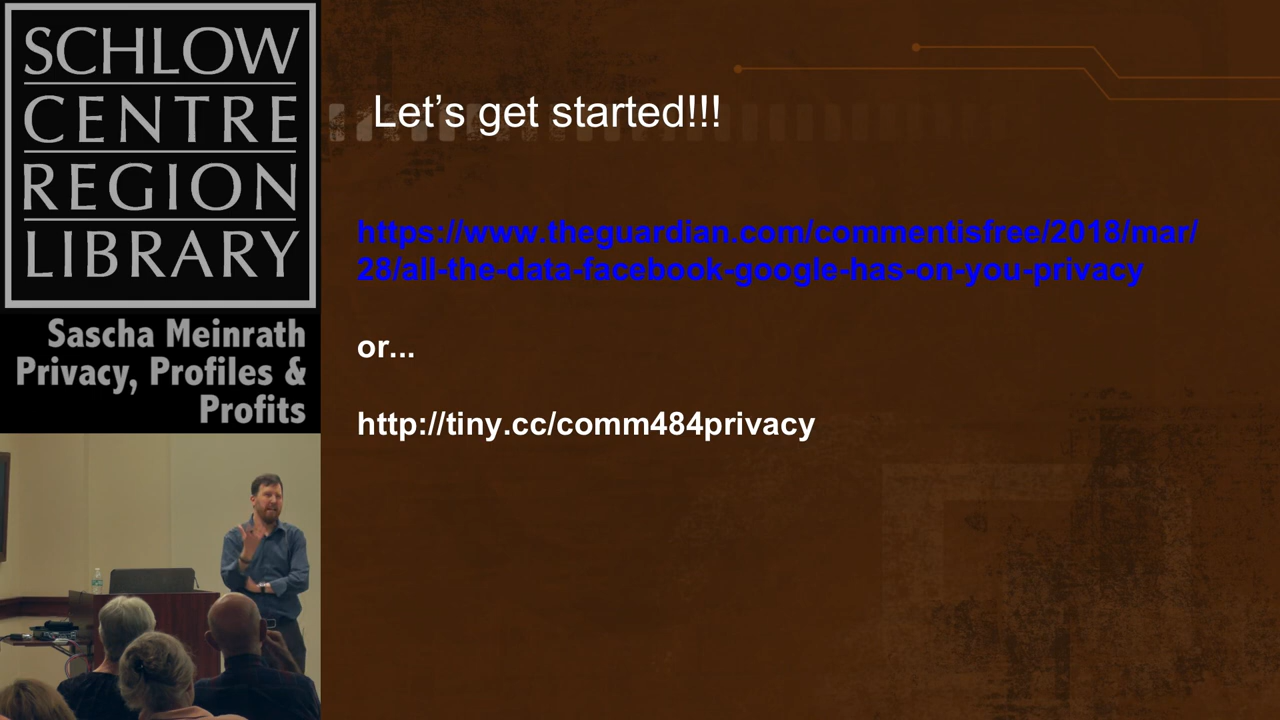 SCHLOW
CENTRE
REGION
LIBRARY
Sascha Meinrath
Privacy, Profiles &
Profits
Let’s get started!!!
https://www.theguardian.com/commentisfree/2018/mar/
28/all-the-data-facebook-google-has-on-you-privacy
or...
http://tiny.cc/comm484privacy